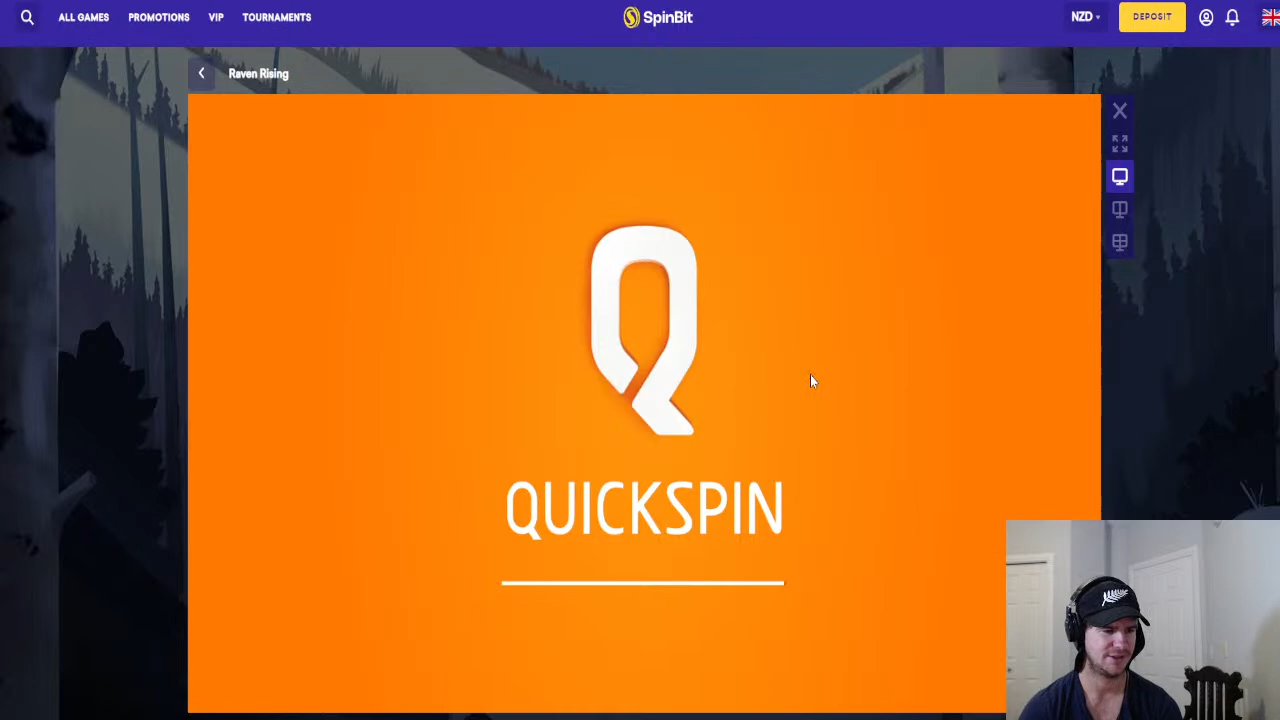 ALL GAMES PROMOTIONS VIP TOURNAMENTS SpinBit NZD DEPOSIT
Raven Rising
QUICKSPIN